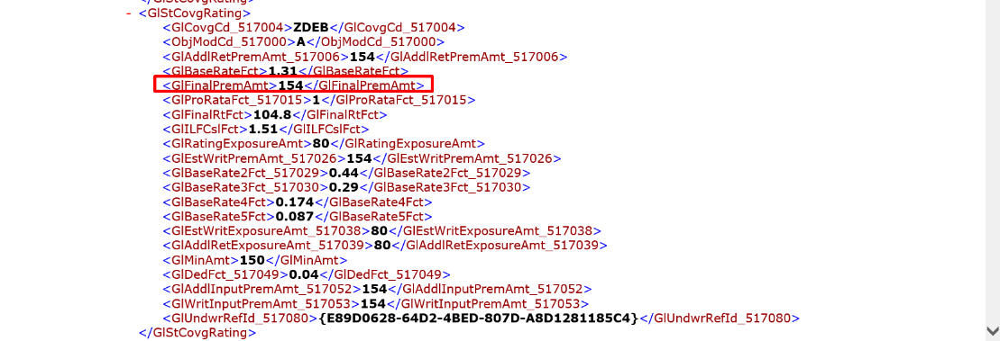 - <GlStCovgRating>
<GlCovgCd_517004>ZDEB</GlCovgCd_517004>
<ObjModCd_517000>A</ObjModCd_517000>
<GlAddlRetPremAmt_517006>154</GlAddlRetPremAmt_517006>
<GlBaseRateFct>1.31</GlBaseRateFct>
<GlFinalPremAmt>154</GlFinalPremAmt>
<GlProRataFct_517015>1</GlProRataFct_517015>
<GlFinalRtFct>104.8</GlFinalRtFct>
<GlILFCslFct>1.51</GlILFCslFct>
<GlRatingExposureAmt>80</GlRatingExposureAmt>
<GlEstWritPremAmt_517026>154</GlEstWritPremAmt_517026>
<GlBaseRate2Fct_517029>0.44</GlBaseRate2Fct_517029>
<GlBaseRate3Fct_517030>0.29</GlBaseRate3Fct_517030>
<GlBaseRate4Fct>0.174</GlBaseRate4Fct>
<GlBaseRate5Fct>0.087</GlBaseRate5Fct>
<GlEstWritExposureAmt_517038>80</GlEstWritExposureAmt_517038>
<GlAddlRetExposureAmt_517039>80</GlAddlRetExposureAmt_517039>
<GlMinAmt>150</GlMinAmt>
<GlDedFct_517049>0.04</GlDedFct_517049>
<GlAddlInputPremAmt_517052>154</GlAddlInputPremAmt_517052>
<GlWritInputPremAmt_517053>154</GlWritInputPremAmt_517053>
<GlUndwrRefId_517080>{E89D0628-64D2-4BED-807D-A8D1281185C4}</GlUndwrRefId_517080>
</GlStCovgRating>